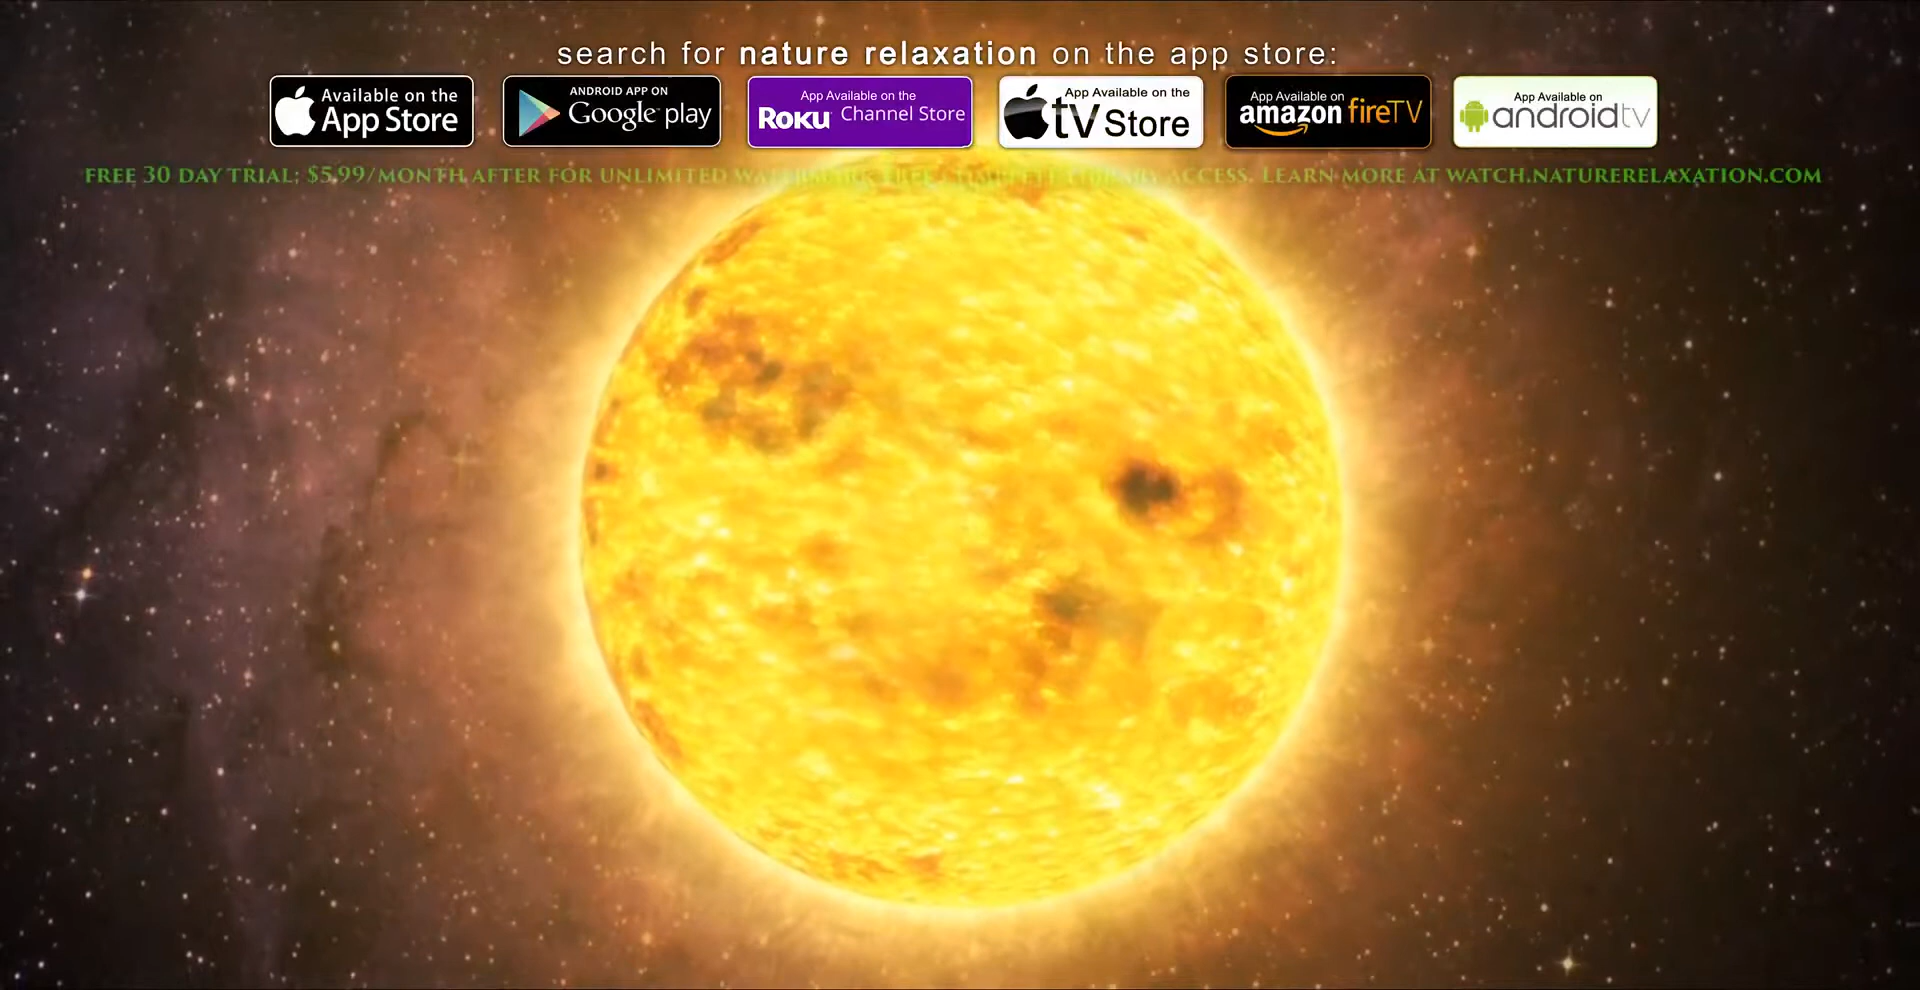 search for nature relaxation on the app store:
Available on the
App Store
ANDROID APP ON
Google play
App Available on the
ROKU Channel Store
App Available on the
tv Store
App Available on
amazon fireTV
App Available on
androidtv
FREE 30 DAY TRIAL; $5.99/MONTH AFTER FOR UNLIMITED ACCESS. LEARN MORE AT WATCH.NATURERELAXATION.COM